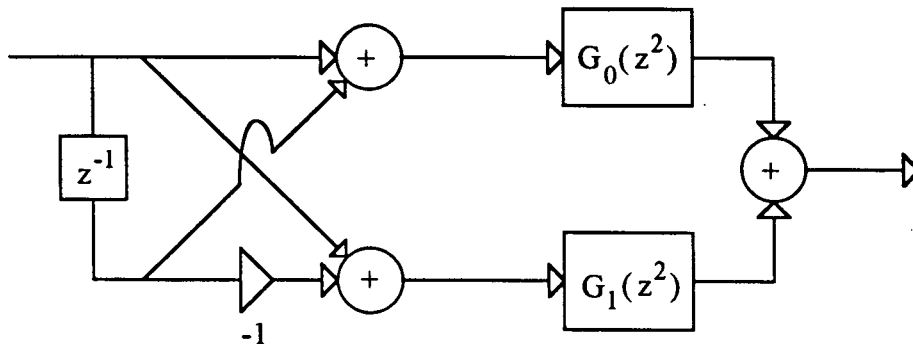 +
G₀(z²)
z⁻¹
+
+
G₁(z²)
-1